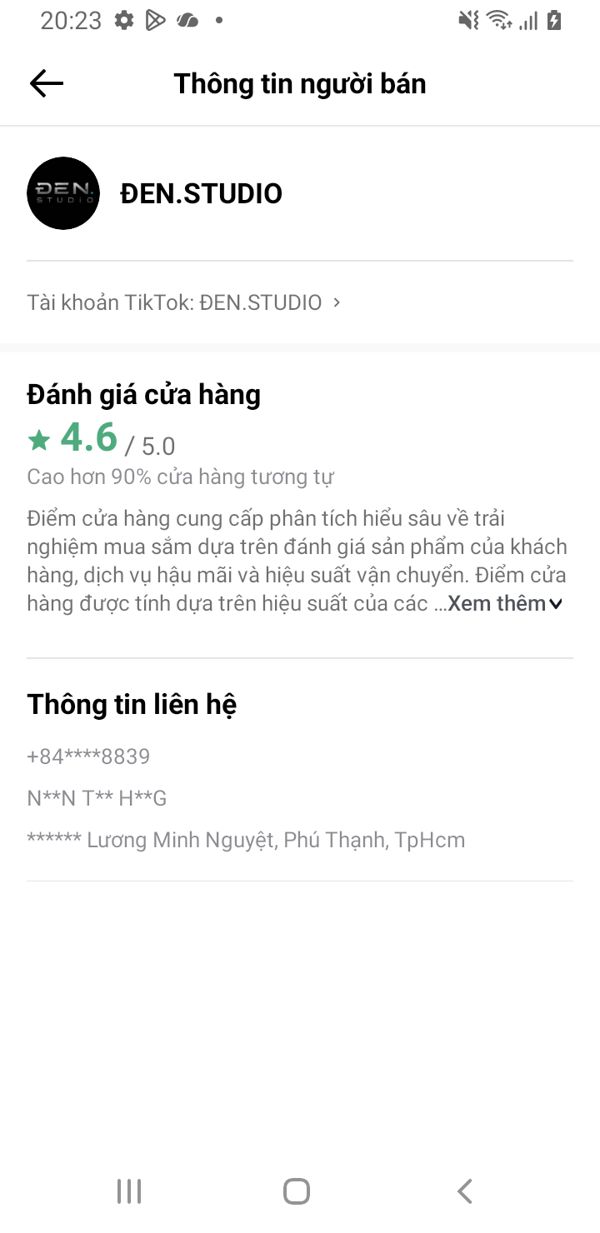 20:23
Thông tin người bán
ĐEN.
STUDIO
ĐEN.STUDIO
Tài khoản TikTok: ĐEN.STUDIO
Đánh giá cửa hàng
4.6 / 5.0
Cao hơn 90% cửa hàng tương tự
Điểm cửa hàng cung cấp phân tích hiểu sâu về trải
nghiệm mua sắm dựa trên đánh giá sản phẩm của khách
hàng, dịch vụ hậu mãi và hiệu suất vận chuyển. Điểm cửa
hàng được tính dựa trên hiệu suất của các ...Xem thêm
Thông tin liên hệ
+84****8839
N**N T** H**G
****** Lương Minh Nguyệt, Phú Thạnh, TpHcm